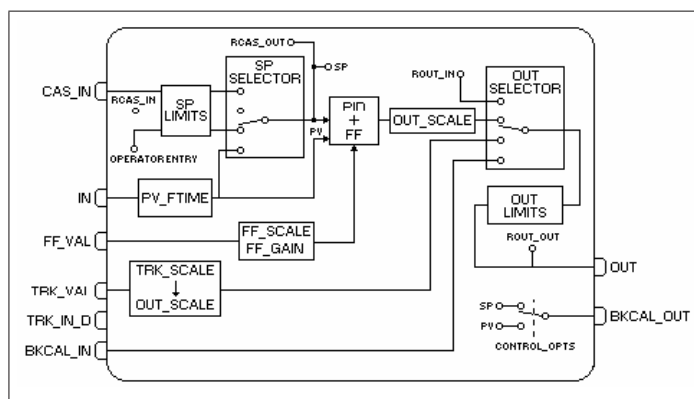 RCAS_OUT
SP
SP
SELECTOR
ROUT_IN
OUT
SELECTOR
CAS_IN
RCAS_IN
SP
LIMITS
OPERATOR ENTRY
PID
+
FF
PV
OUT_SCALE
IN
PV_FTIME
OUT
LIMITS
FF_VAL
FF_SCALE
FF_GAIN
ROUT_OUT
OUT
TRK_VAL
TRK_SCALE
OUT_SCALE
TRK_IN_D
SP
PV
BKCAL_OUT
CONTROL_OPTS
BKCAL_IN